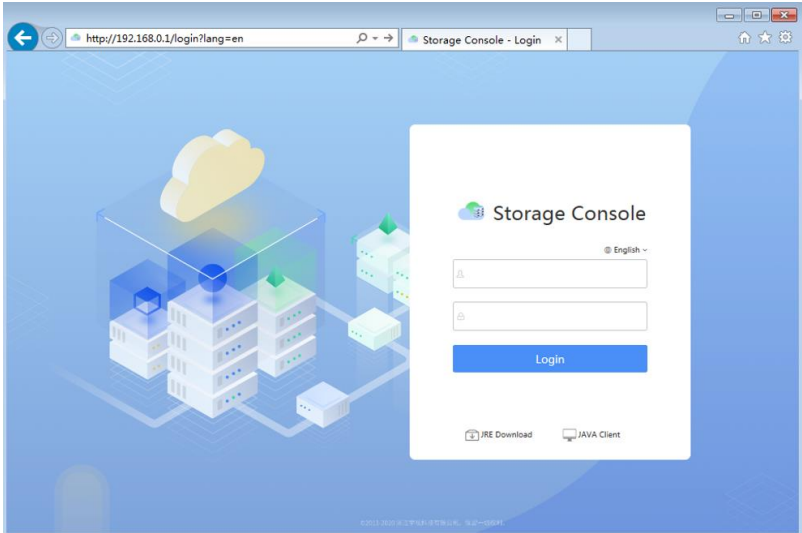 http://192.168.0.1/login?lang=en
Storage Console - Login
Storage Console
English
Login
JRE Download
JAVA Client